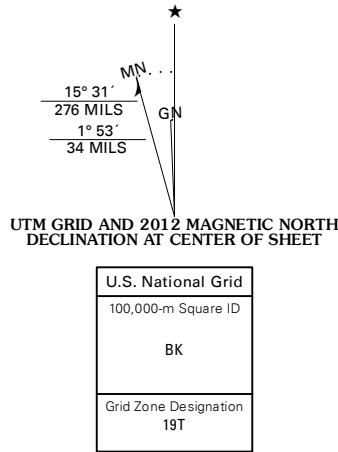 ★
MN
15° 31´
276 MILS
GN
1° 53´
34 MILS
UTM GRID AND 2012 MAGNETIC NORTH
DECLINATION AT CENTER OF SHEET
U.S. National Grid
100,000-m Square ID
BK
Grid Zone Designation
19T